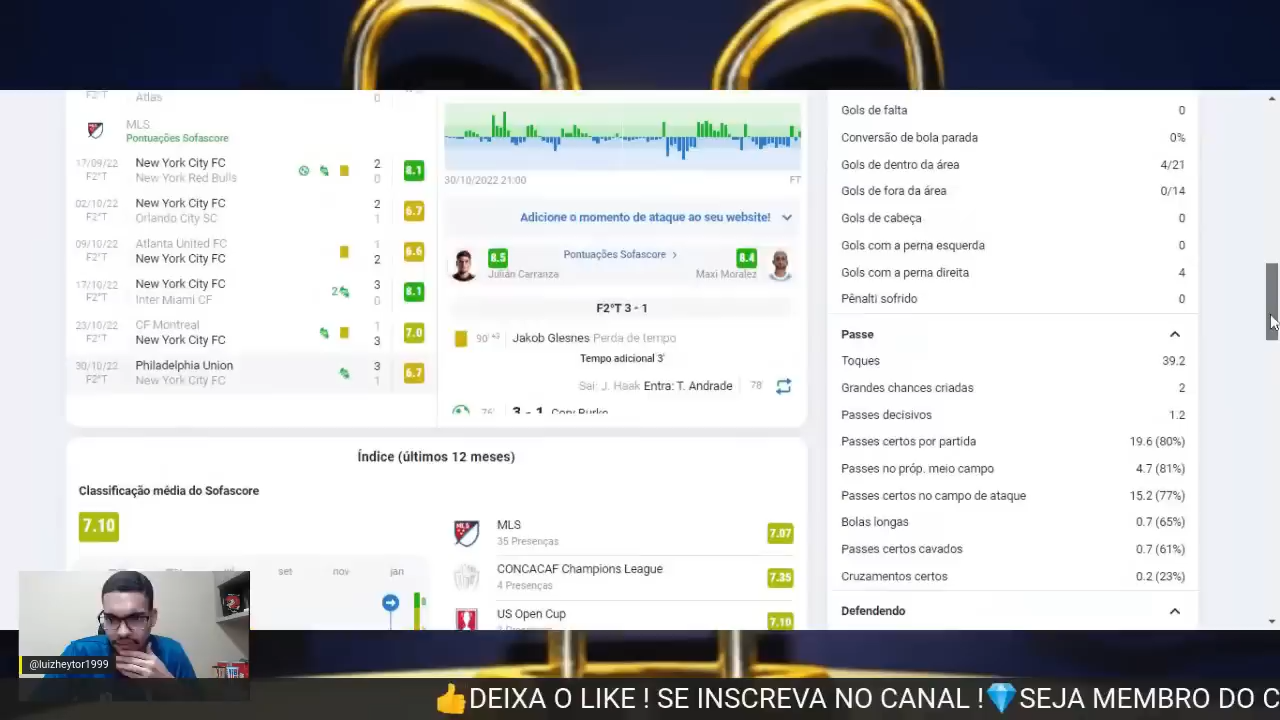 F2°T
Atlas
0
MLS
Pontuações Sofascore
17/09/22 New York City FC 2 8.1
F2°T New York Red Bulls 0
02/10/22 New York City FC 2 6.7
F2°T Orlando City SC 1
09/10/22 Atlanta United FC 1 6.6
F2°T New York City FC 2
17/10/22 New York City FC 3 8.1
F2°T Inter Miami CF 0
2
23/10/22 CF Montreal 1 7.0
F2°T New York City FC 3
30/10/22 Philadelphia Union 3 6.7
F2°T New York City FC 1
30/10/2022 21:00 FT
Adicione o momento de ataque ao seu website!
8.5 Pontuações Sofascore > 8.4
Julián Carranza Maxi Moralez
F2°T 3 - 1
90'+3 Jakob Glesnes Perda de tempo
Tempo adicional 3'
Sai: J. Haak Entra: T. Andrade 78'
76' 3 - 1 Cory Burke
Índice (últimos 12 meses)
Classificação média do Sofascore
7.10
set nov jan
MLS 7.07
35 Presenças
CONCACAF Champions League 7.35
4 Presenças
US Open Cup 7.10
Gols de falta 0
Conversão de bola parada 0%
Gols de dentro da área 4/21
Gols de fora da área 0/14
Gols de cabeça 0
Gols com a perna esquerda 0
Gols com a perna direita 4
Pênalti sofrido 0
Passe
Toques 39.2
Grandes chances criadas 2
Passes decisivos 1.2
Passes certos por partida 19.6 (80%)
Passes no próp. meio campo 4.7 (81%)
Passes certos no campo de ataque 15.2 (77%)
Bolas longas 0.7 (65%)
Passes certos cavados 0.7 (61%)
Cruzamentos certos 0.2 (23%)
Defendendo
@luizheytor1999
👍DEIXA O LIKE ! SE INSCREVA NO CANAL !💎SEJA MEMBRO DO C